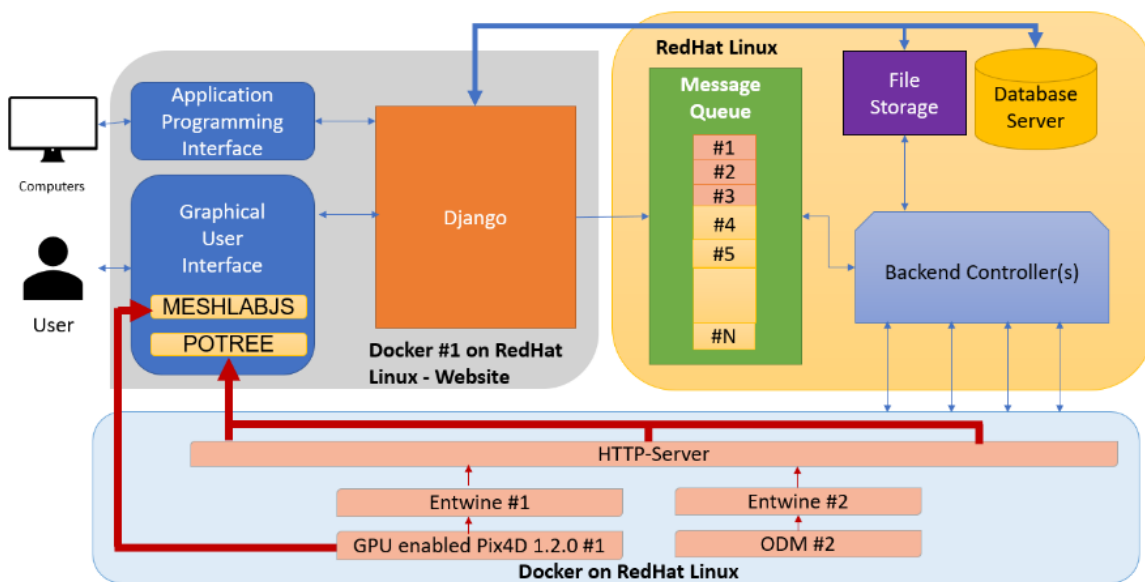 Computers
User
Application
Programming
Interface
Graphical
User
Interface
MESHLABJS
POTREE
Django
Docker #1 on RedHat
Linux - Website
RedHat Linux
Message
Queue
#1
#2
#3
#4
#5
#N
File
Storage
Database
Server
Backend Controller(s)
HTTP-Server
Entwine #1
Entwine #2
GPU enabled Pix4D 1.2.0 #1
ODM #2
Docker on RedHat Linux